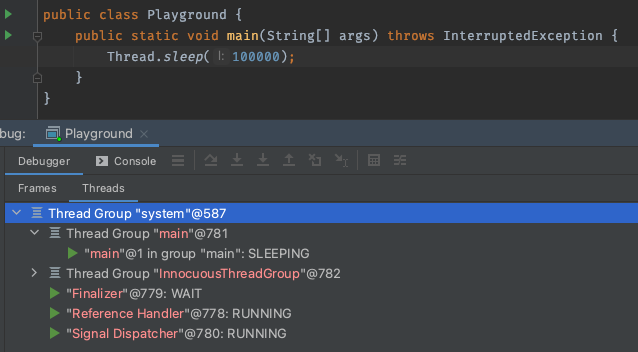 public class Playground {
public static void main(String[] args) throws InterruptedException {
Thread.sleep( l: 100000);
}
}
bug: Playground
Debugger Console
Frames Threads
Thread Group "system"@587
Thread Group "main"@781
"main"@1 in group "main": SLEEPING
Thread Group "InnocuousThreadGroup"@782
"Finalizer"@779: WAIT
"Reference Handler"@778: RUNNING
"Signal Dispatcher"@780: RUNNING